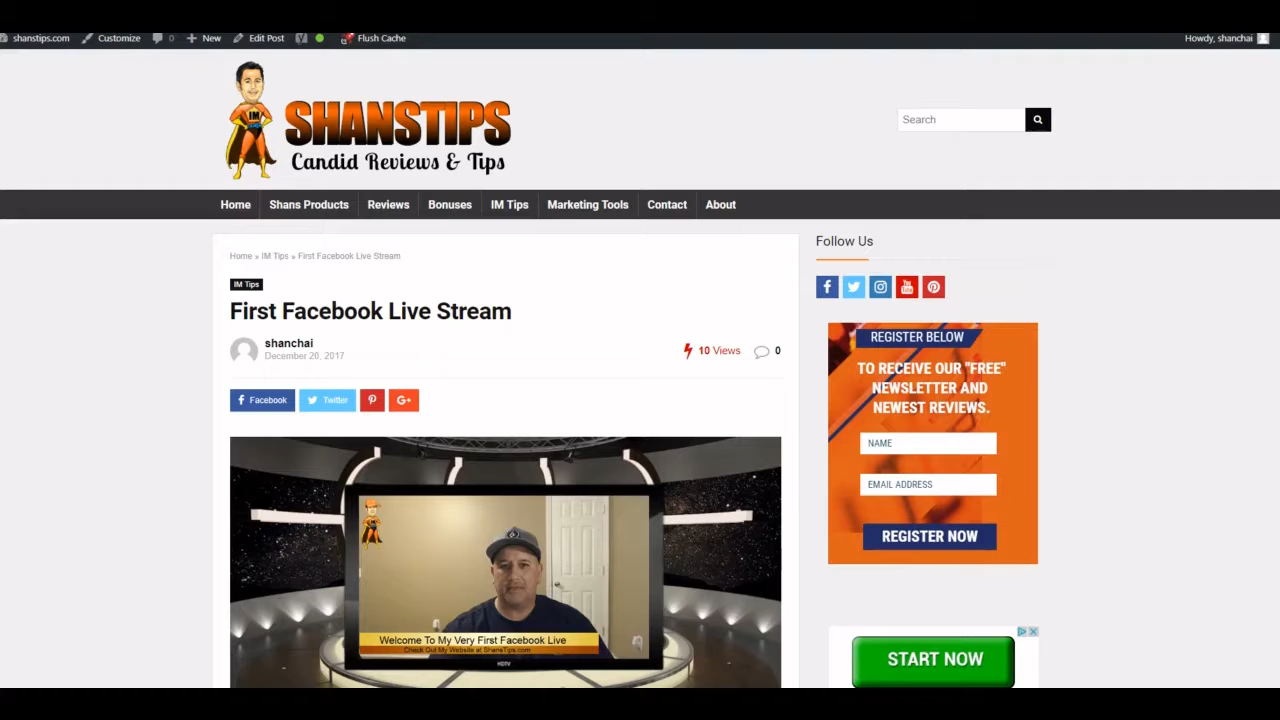 shanstips.com Customize 0 New Edit Post Flush Cache Howdy, shanchai
IM
SHANSTIPS
Candid Reviews & Tips
Search
Home Shans Products Reviews Bonuses IM Tips Marketing Tools Contact About
Home » IM Tips » First Facebook Live Stream
IM Tips
First Facebook Live Stream
shanchai
December 20, 2017
10 Views 0
Facebook Twitter G+
Welcome To My Very First Facebook Live
Check Out My Website at ShansTips.com
HDTV
Follow Us
You Tube
REGISTER BELOW
TO RECEIVE OUR "FREE"
NEWSLETTER AND
NEWEST REVIEWS.
NAME
EMAIL ADDRESS
REGISTER NOW
START NOW